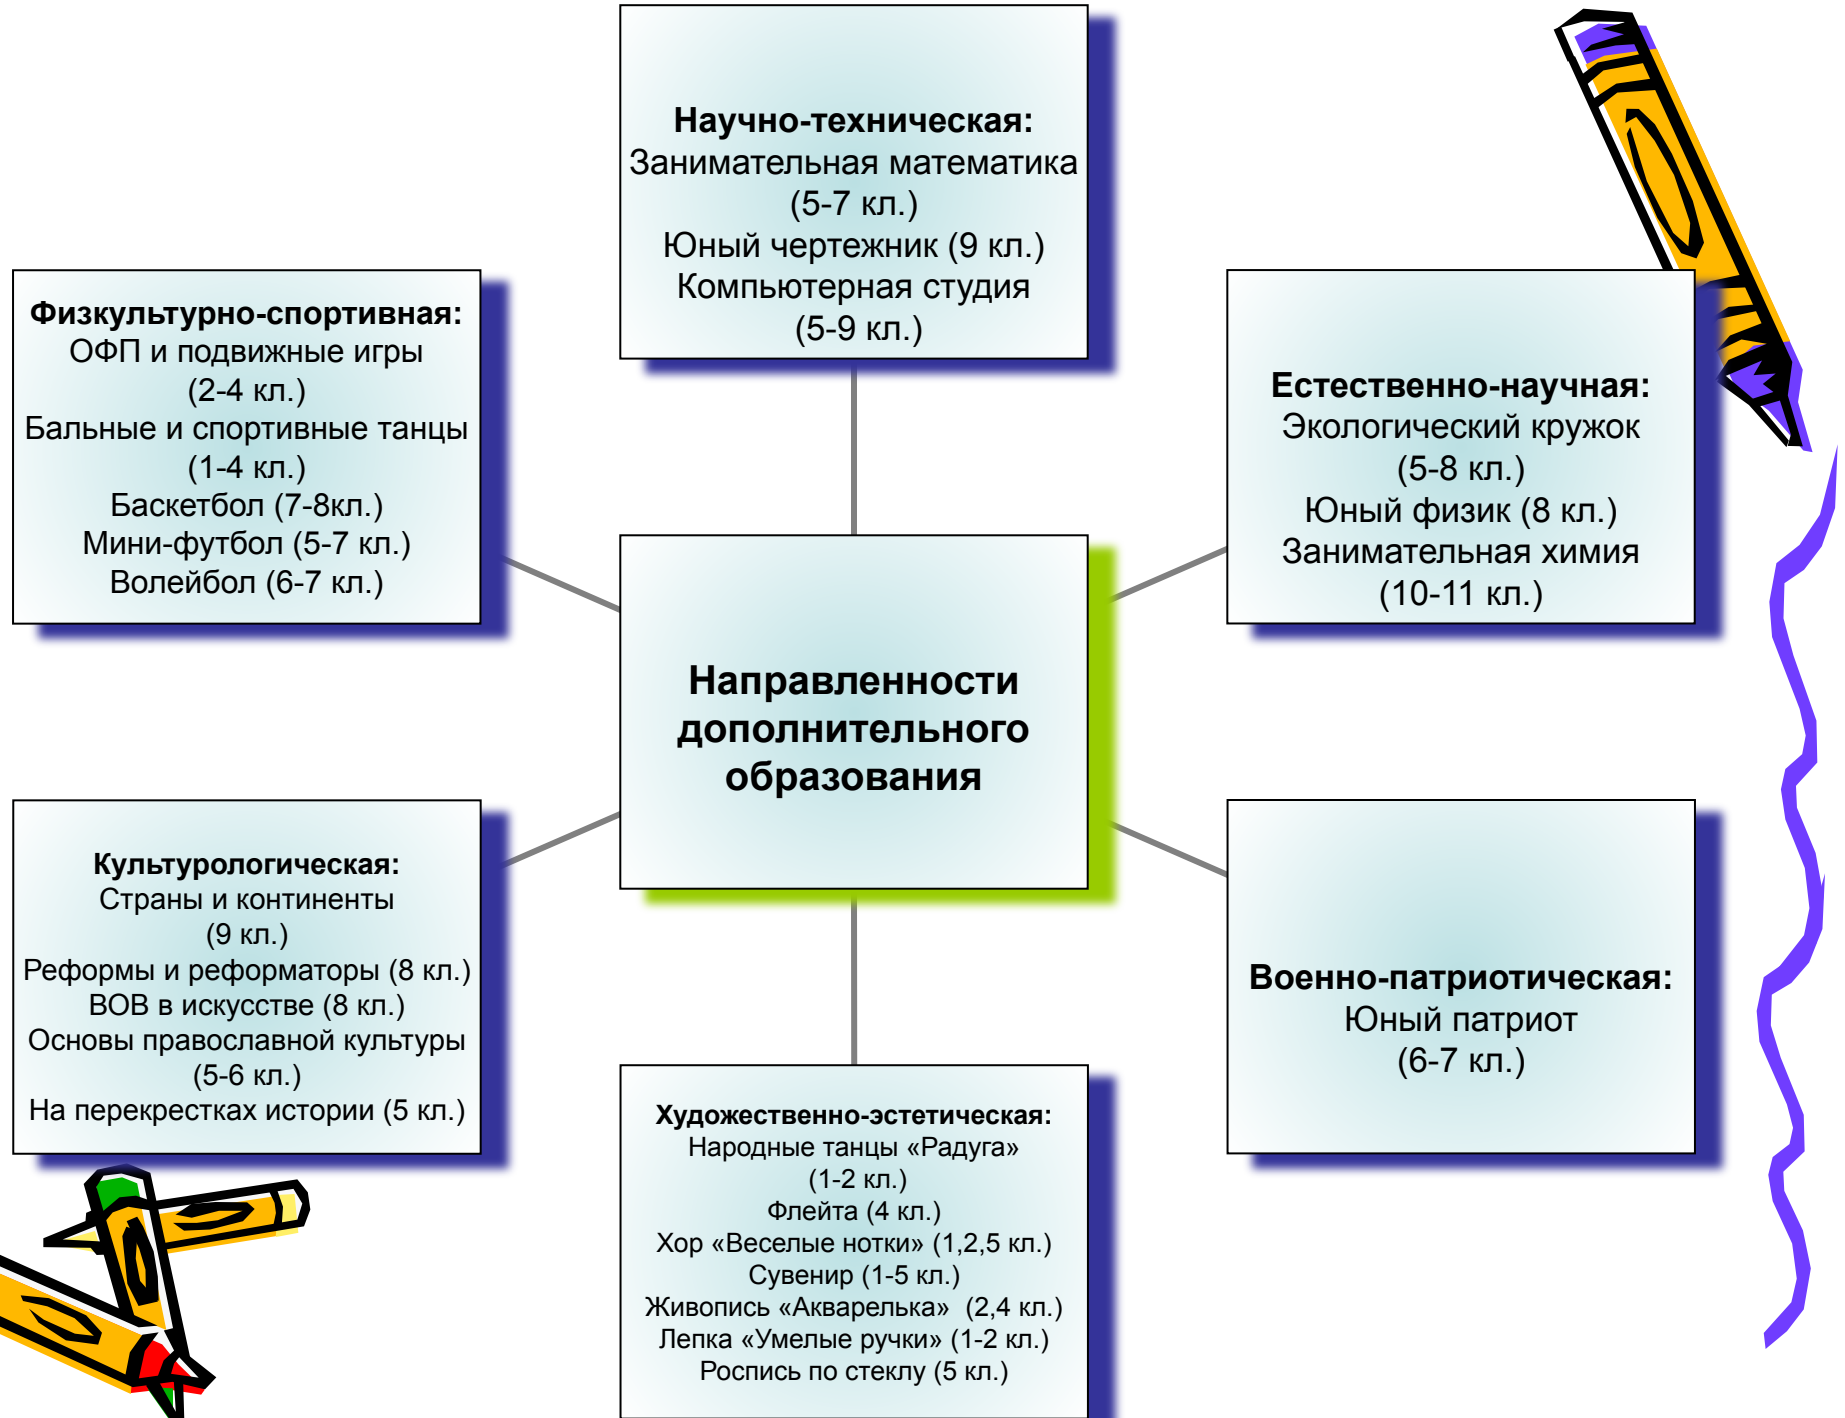 Научно-техническая:
Занимательная математика
(5-7 кл.)
Юный чертежник (9 кл.)
Компьютерная студия
(5-9 кл.)
Физкультурно-спортивная:
ОФП и подвижные игры
(2-4 кл.)
Бальные и спортивные танцы
(1-4 кл.)
Баскетбол (7-8кл.)
Мини-футбол (5-7 кл.)
Волейбол (6-7 кл.)
Естественно-научная:
Экологический кружок
(5-8 кл.)
Юный физик (8 кл.)
Занимательная химия
(10-11 кл.)
Направленности
дополнительного
образования
Культурологическая:
Страны и континенты
(9 кл.)
Реформы и реформаторы (8 кл.)
ВОВ в искусстве (8 кл.)
Основы православной культуры
(5-6 кл.)
На перекрестках истории (5 кл.)
Военно-патриотическая:
Юный патриот
(6-7 кл.)
Художественно-эстетическая:
Народные танцы «Радуга»
(1-2 кл.)
Флейта (4 кл.)
Хор «Веселые нотки» (1,2,5 кл.)
Сувенир (1-5 кл.)
Живопись «Акварелька»  (2,4 кл.)
Лепка «Умелые ручки» (1-2 кл.)
Роспись по стеклу (5 кл.)